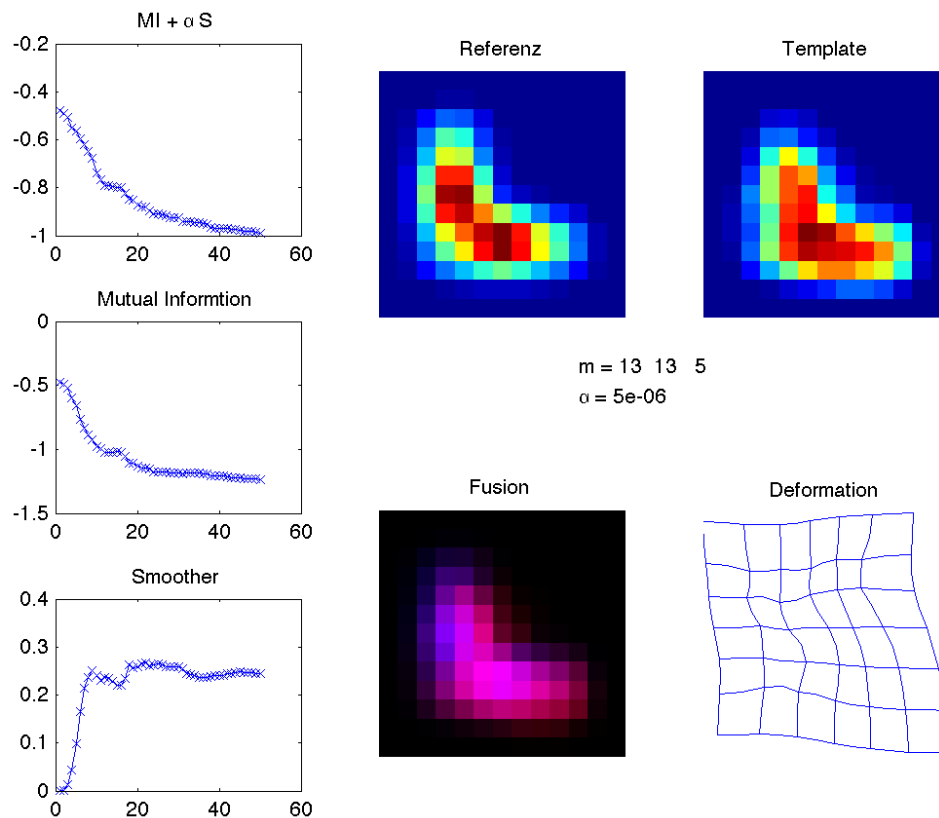 MI + α S
-0.2
-0.4
-0.6
-0.8
-1
0 20 40 60
Mutual Informtion
0
-0.5
-1
-1.5
0 20 40 60
Smoother
0.4
0.3
0.2
0.1
0
0 20 40 60
Referenz
Template
m = 13 13 5
α = 5e-06
Fusion
Deformation